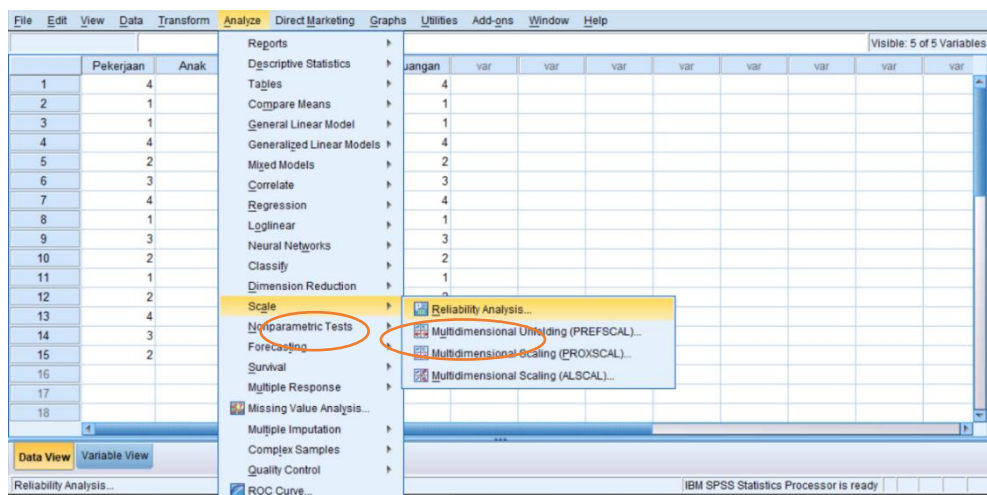 File Edit View Data Transform Analyze Direct Marketing Graphs Utilities Add-ons Window Help
Visible: 5 of 5 Variables
Pekerjaan Anak uangan var var var var var var var var
1 4 4
2 1 1
3 1 1
4 4 4
5 2 2
6 3 3
7 4 4
8 1 1
9 3 3
10 2 2
11 1 1
12 2
13 4
14 3
15 2
16
17
18
Reports
Descriptive Statistics
Tables
Compare Means
General Linear Model
Generalized Linear Models
Mixed Models
Correlate
Regression
Loglinear
Neural Networks
Classify
Dimension Reduction
Scale
Nonparametric Tests
Forecasting
Survival
Multiple Response
Missing Value Analysis...
Multiple Imputation
Complex Samples
Quality Control
ROC Curve...
Reliability Analysis...
Multidimensional Unfolding (PREFSCAL)...
Multidimensional Scaling (PROXSCAL)...
Multidimensional Scaling (ALSCAL)...
Data View Variable View
Reliability Analysis... IBM SPSS Statistics Processor is ready